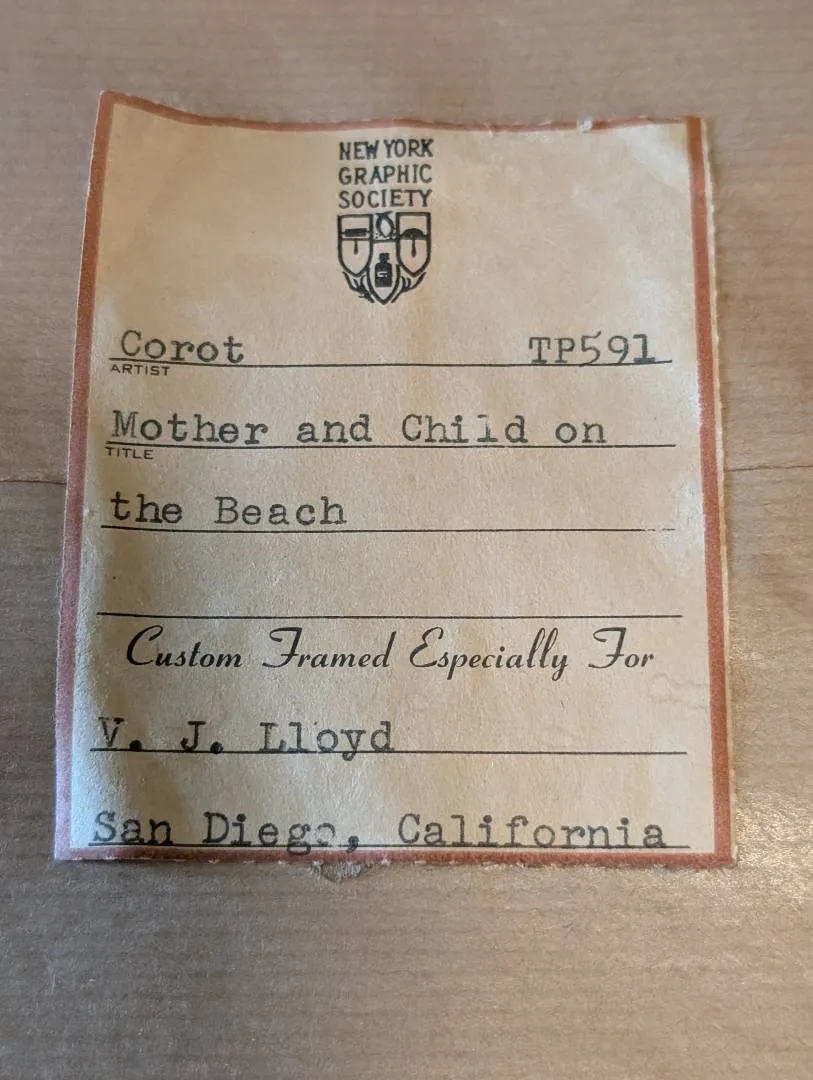 NEW YORK
GRAPHIC
SOCIETY
Corot TP591
ARTIST
Mother and Child on
TITLE
the Beach
Custom Framed Especially For
V. J. Lloyd
San Diego, California